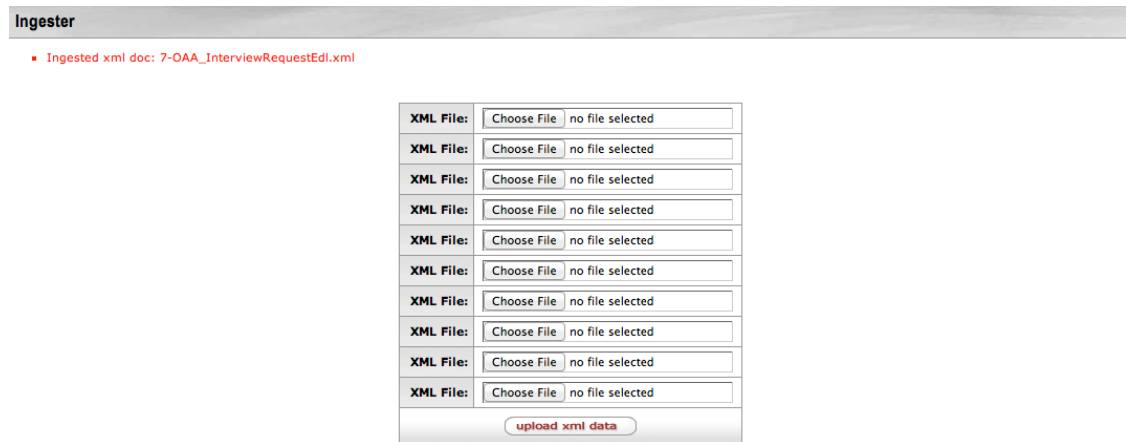 Ingester
Ingested xml doc: 7-OAA_InterviewRequestEdl.xml
XML File: Choose File no file selected
XML File: Choose File no file selected
XML File: Choose File no file selected
XML File: Choose File no file selected
XML File: Choose File no file selected
XML File: Choose File no file selected
XML File: Choose File no file selected
XML File: Choose File no file selected
XML File: Choose File no file selected
XML File: Choose File no file selected
upload xml data